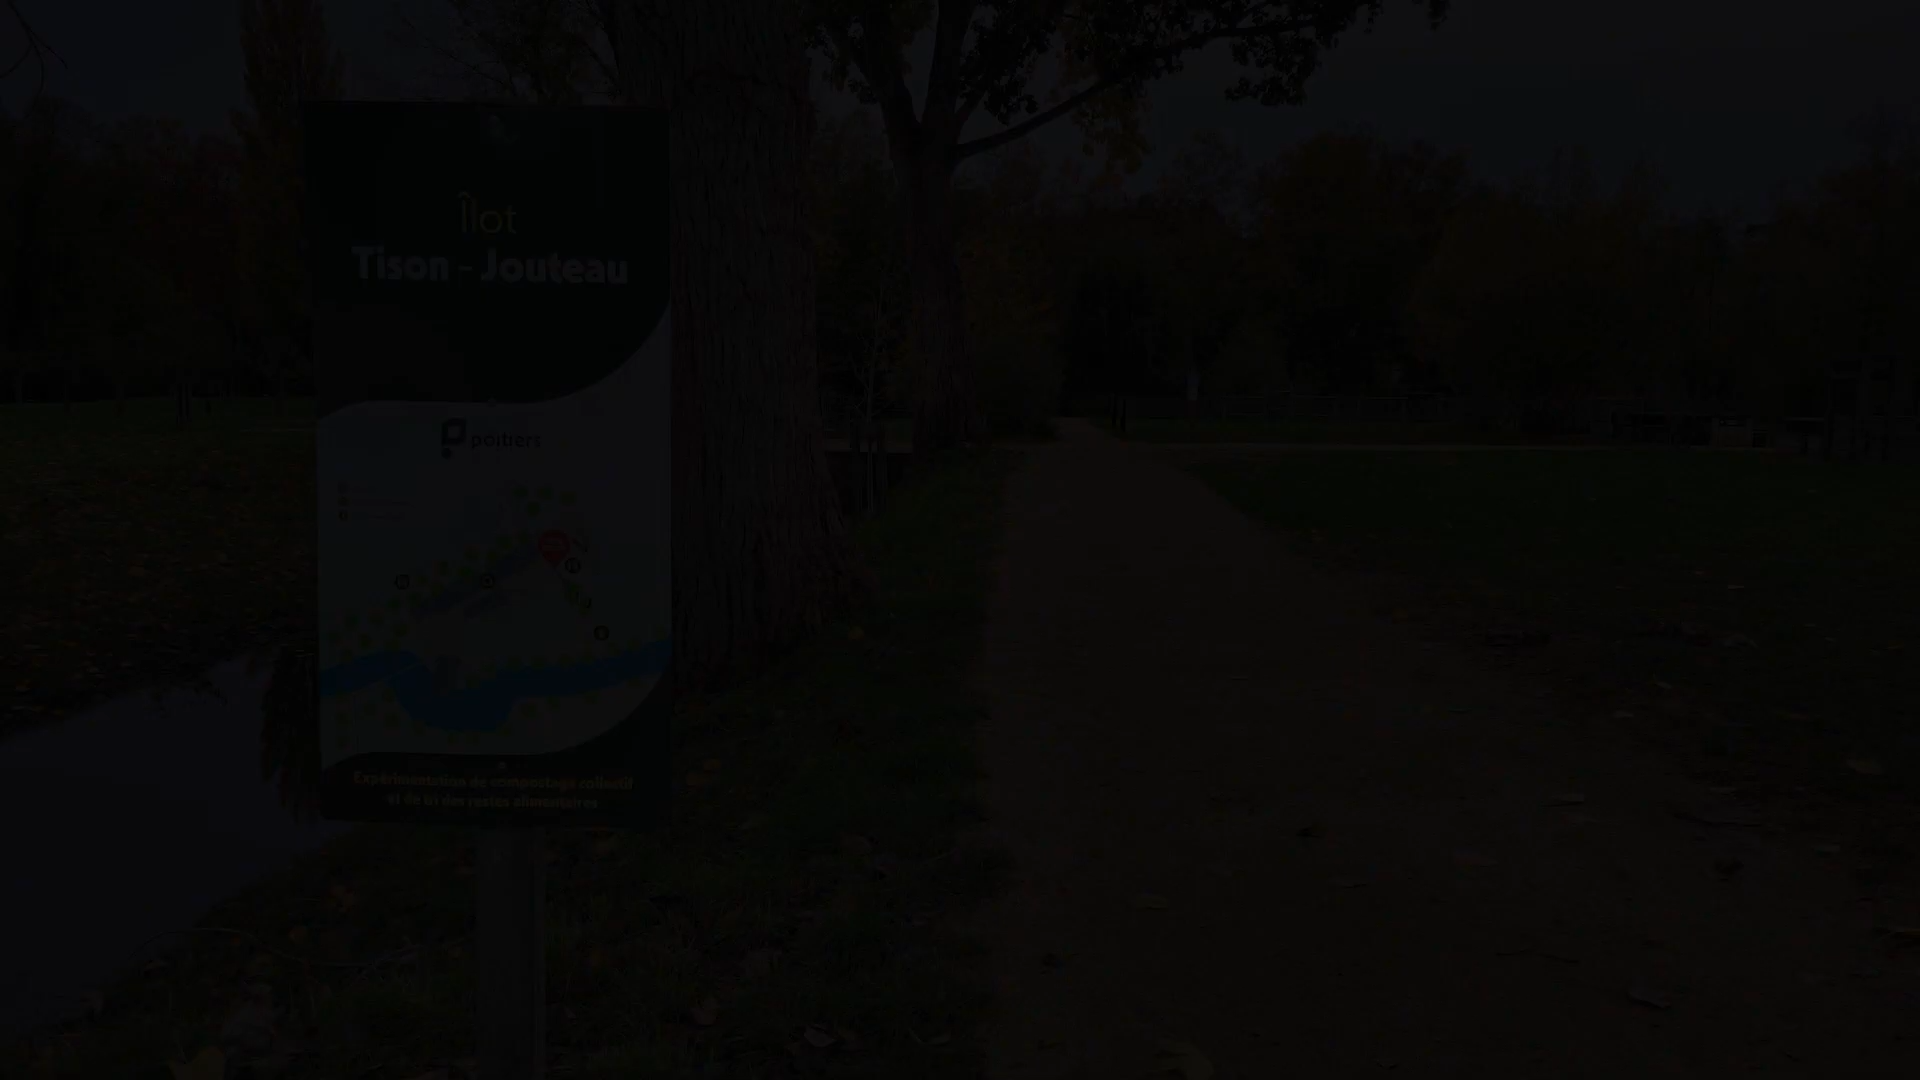 Îlot
Tison - Jouteau
poitiers
Expérimentation de compostage collectif
et de tri des restes alimentaires